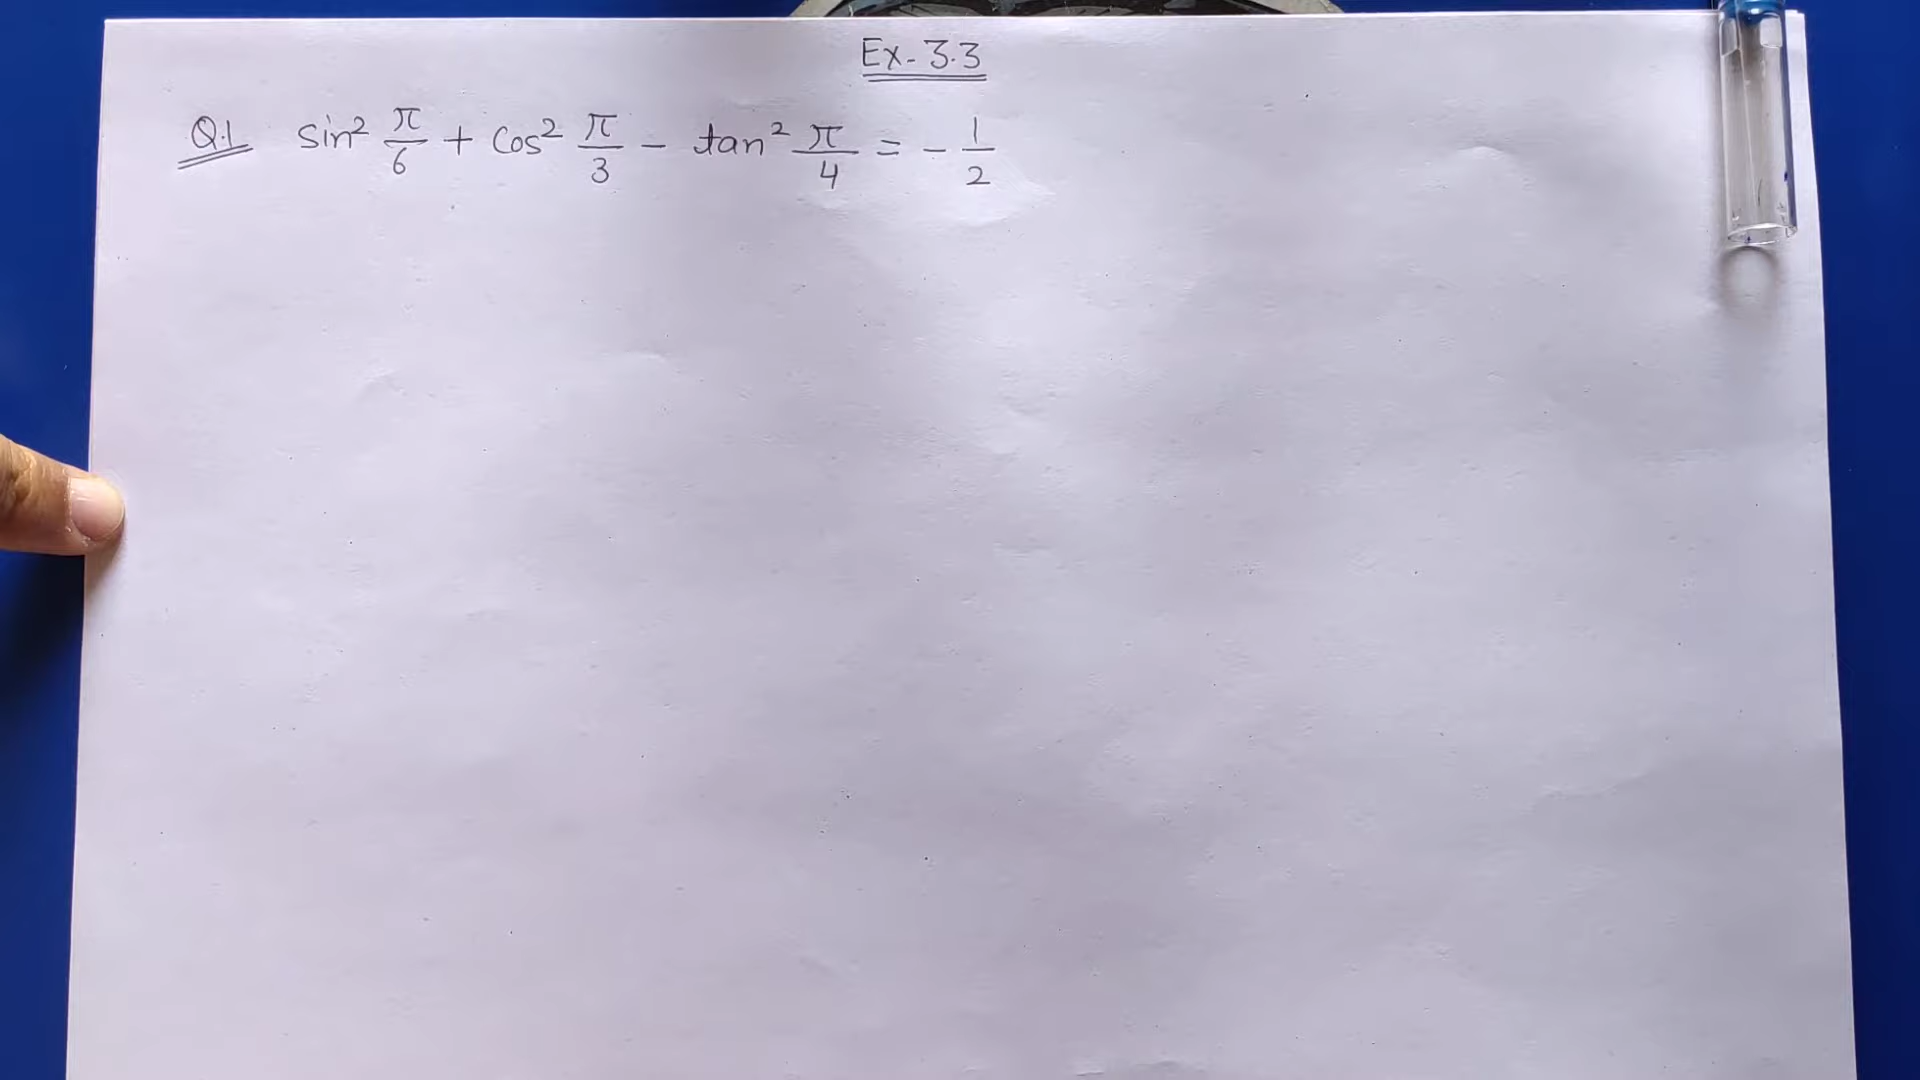 Ex- 3.3
Q.1 sin² π/6 + cos² π/3 - tan² π/4 = - 1/2